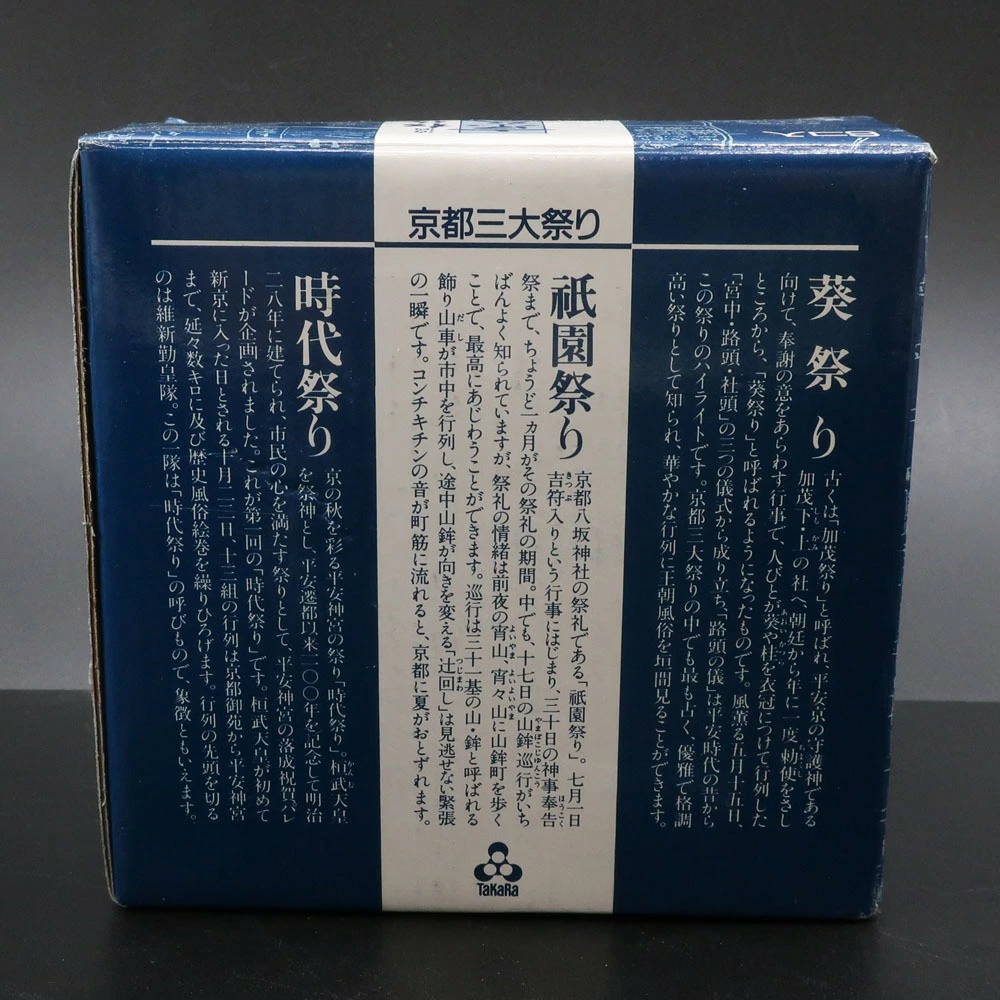 5コ入
京都三大祭り
葵祭り
古くは「加茂祭り」と呼ばれ、平安京の守護神である
加茂下上の社へ、朝廷から年に一度、勅使をさし
向けて、奉謝の意をあらわす行事で、人びとが葵や桂を衣冠につけて行列した
ところから、「葵祭り」と呼ばれるようになったものです。風薫る五月十五日、
「宮中・路頭・社頭」の三つの儀式から成り立ち、「路頭の儀」は平安時代の昔から
この祭りのハイライトです。京都三大祭りの中でも最も古く、優雅で格調
高い祭りとして知られ、華やかな行列に王朝風俗を垣間見ることができます。
祇園祭り
京都八坂神社の祭礼である「祇園祭り」。七月一日
吉符入りという行事にはじまり、三十日の神事奉告
祭まで、ちょうど一ヵ月がその祭礼の期間。中でも、十七日の山鉾巡行がいち
ばんよく知られていますが、祭礼の情緒は前夜の宵山、宵々山に山鉾町を歩く
ことで、最高にあじわうことができます。巡行は三十一基の山・鉾と呼ばれる
飾り山車が市中を行列し、途中山鉾が向きを変える「辻回し」は見逃せない緊張
の一瞬です。コンチキチンの音が町筋に流れると、京都に夏がおとずれます。
時代祭り
京の秋を彩る平安神宮の祭り「時代祭り」。桓武天皇
を祭神とし、平安遷都以来一一〇〇年を記念して明治
二八年に建てられ、市民の心を満たす祭りとして、平安神宮の落成祝賀パレ
ードが企画されました。これが第一回の「時代祭り」です。桓武天皇が初めて
新京に入った日とされる十月二二日、十三組の行列は京都御苑から平安神宮
まで、延々数キロに及び歴史風俗絵巻を繰りひろげます。行列の先頭を切る
のは維新勤皇隊。この一隊は「時代祭り」の呼びもので、象徴ともいえます。
TaKaRa